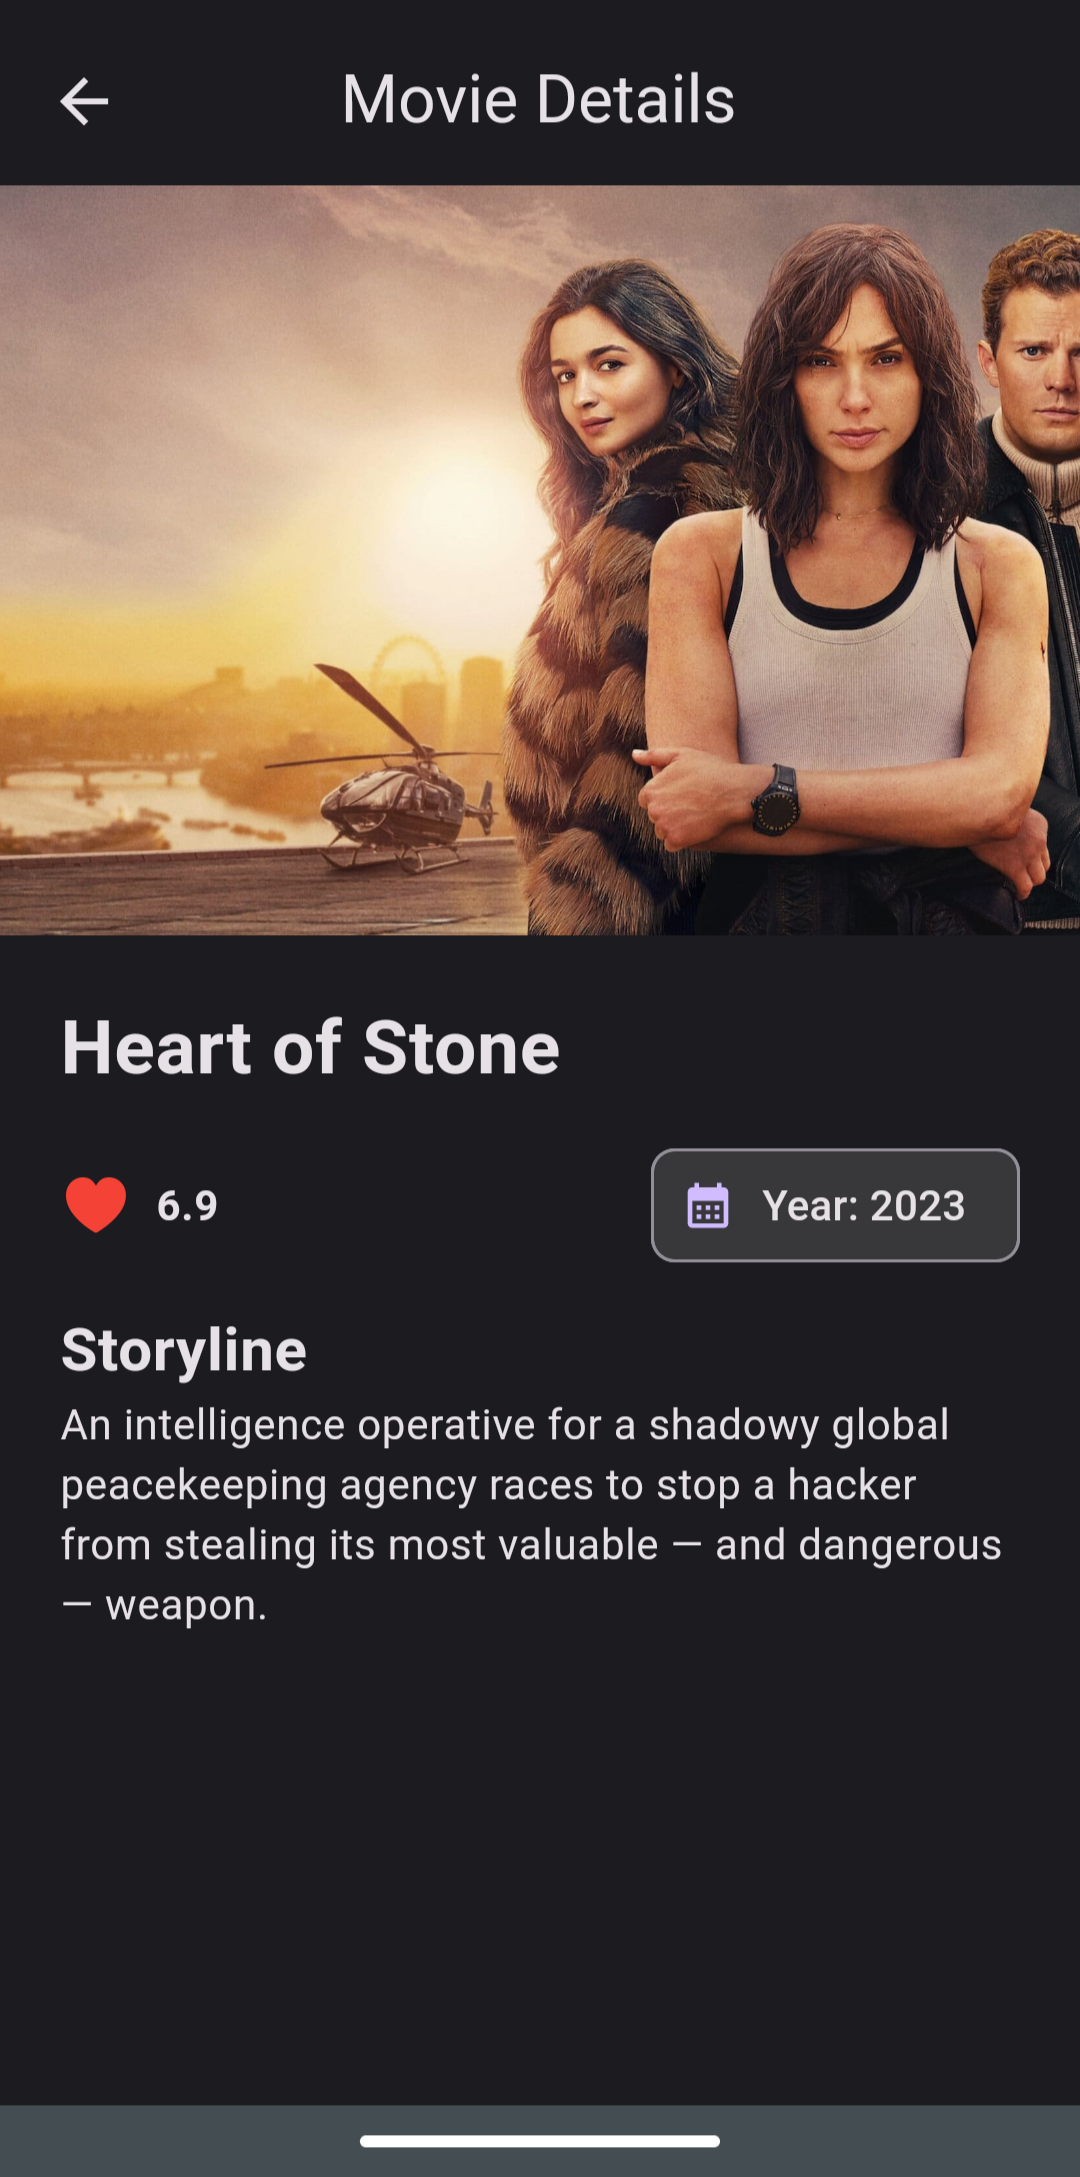 Movie Details
Heart of Stone
6.9
Year: 2023
Storyline
An intelligence operative for a shadowy global
peacekeeping agency races to stop a hacker
from stealing its most valuable — and dangerous
— weapon.